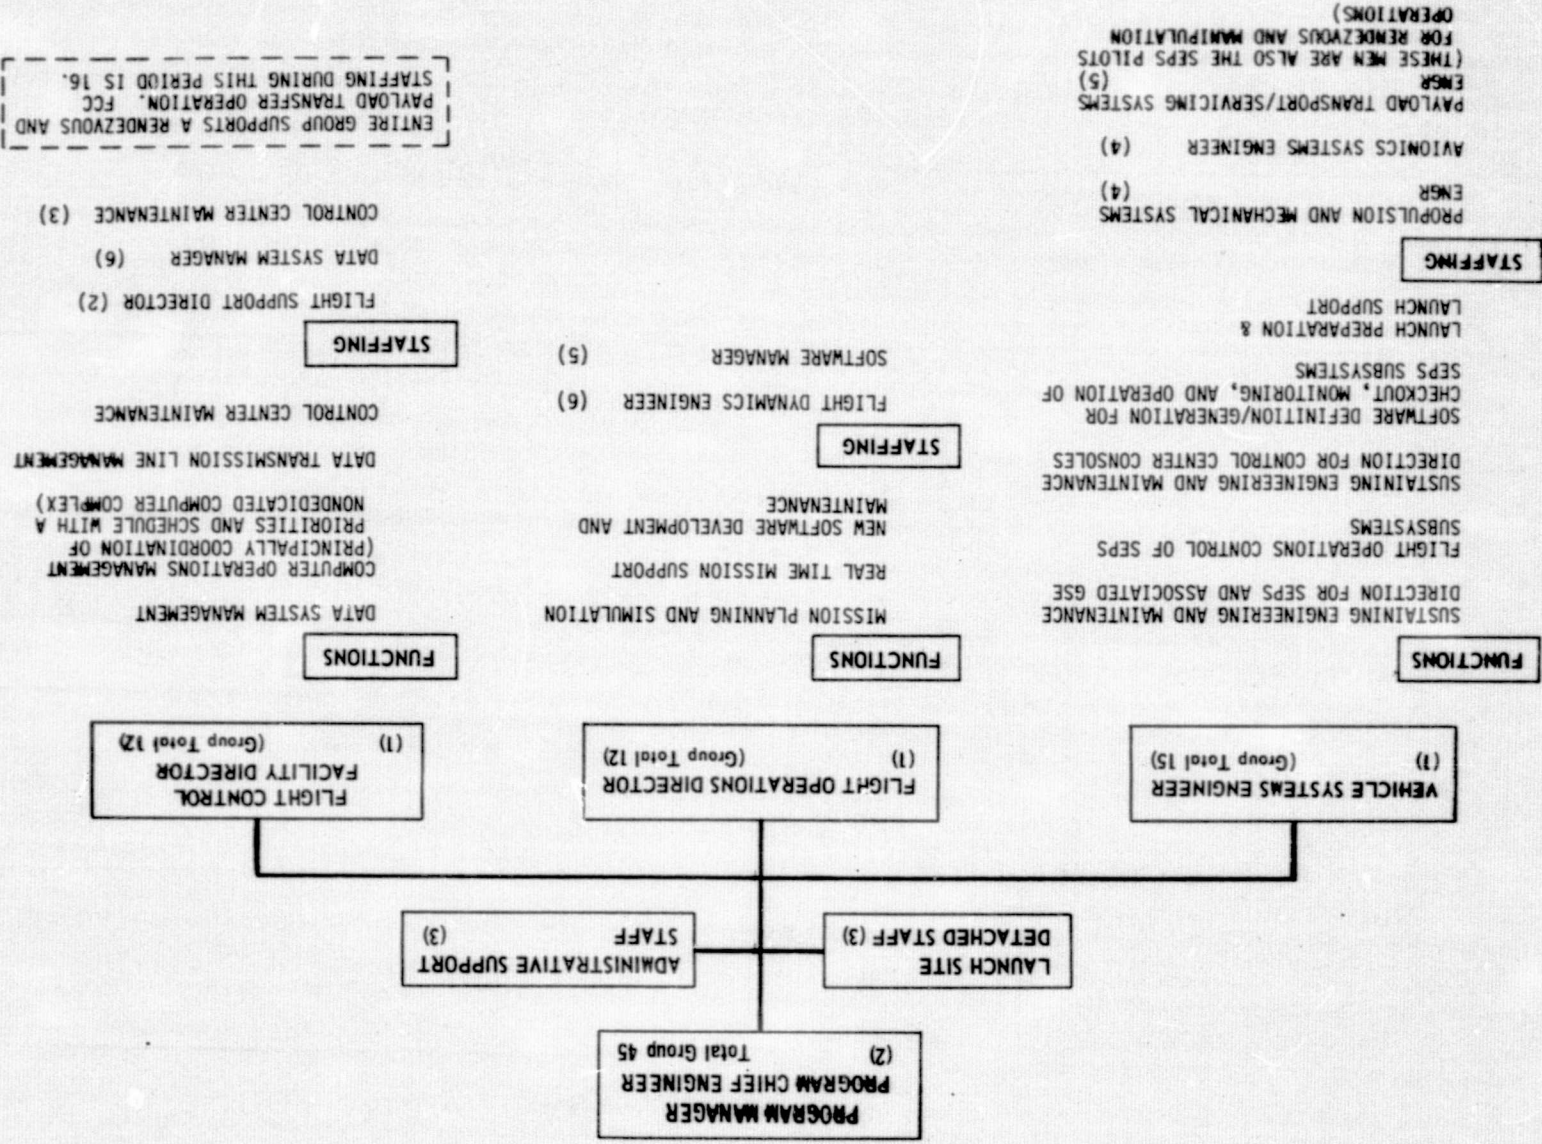 PROGRAM MANAGER
PROGRAM CHIEF ENGINEER
(2) Total Group 45
LAUNCH SITE
DETACHED STAFF (3)
ADMINISTRATIVE SUPPORT
STAFF (3)
VEHICLE SYSTEMS ENGINEER
(1) (Group Total 15)
FUNCTIONS
SUSTAINING ENGINEERING AND MAINTENANCE
DIRECTION FOR SEPS AND ASSOCIATED GSE
FLIGHT OPERATIONS CONTROL OF SEPS
SUBSYSTEMS
SUSTAINING ENGINEERING AND MAINTENANCE
DIRECTION FOR CONTROL CENTER CONSOLES
SOFTWARE DEFINITION/GENERATION FOR
CHECKOUT, MONITORING, AND OPERATION OF
SEPS SUBSYSTEMS
LAUNCH PREPARATION &
LAUNCH SUPPORT
STAFFING
PROPULSION AND MECHANICAL SYSTEMS
ENGR (4)
AVIONICS SYSTEMS ENGINEER (4)
PAYLOAD TRANSPORT/SERVICING SYSTEMS
ENGR (5)
(THESE MEN ARE ALSO THE SEPS PILOTS
FOR RENDEZVOUS AND MANIPULATION
OPERATIONS)
FLIGHT OPERATIONS DIRECTOR
(1) (Group Total 12)
FUNCTIONS
MISSION PLANNING AND SIMULATION
REAL TIME MISSION SUPPORT
NEW SOFTWARE DEVELOPMENT AND
MAINTENANCE
STAFFING
FLIGHT DYNAMICS ENGINEER (6)
SOFTWARE MANAGER (5)
FLIGHT CONTROL
FACILITY DIRECTOR
(1) (Group Total 12)
FUNCTIONS
DATA SYSTEM MANAGEMENT
COMPUTER OPERATIONS MANAGEMENT
(PRINCIPALLY COORDINATION OF
PRIORITIES AND SCHEDULE WITH A
NONDEDICATED COMPUTER COMPLEX)
DATA TRANSMISSION LINE MANAGEMENT
CONTROL CENTER MAINTENANCE
STAFFING
FLIGHT SUPPORT DIRECTOR (2)
DATA SYSTEM MANAGER (6)
CONTROL CENTER MAINTENANCE (3)
ENTIRE GROUP SUPPORTS A RENDEZVOUS AND
PAYLOAD TRANSFER OPERATION. FCC
STAFFING DURING THIS PERIOD IS 16.